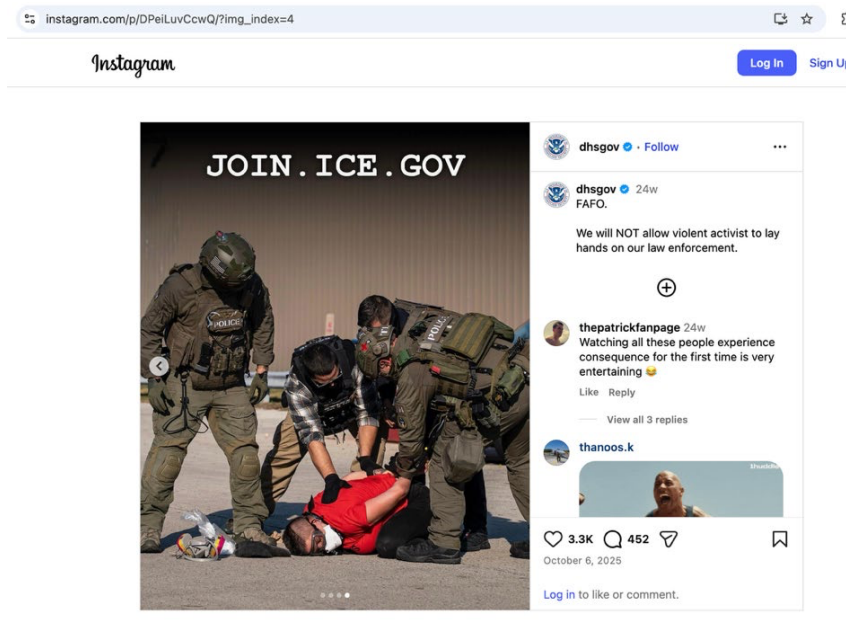 instagram.com/p/DPeiLuvCcwQ/?img_index=4
Instagram
Log In
Sign U
JOIN.ICE.GOV
POLICE
POLIC
dhsgov · Follow
dhsgov 24w
FAFO.
We will NOT allow violent activist to lay
hands on our law enforcement.
thepatrickfanpage 24w
Watching all these people experience
consequence for the first time is very
entertaining 😂
Like Reply
View all 3 replies
thanoos.k
3.3K 452
October 6, 2025
Log in to like or comment.